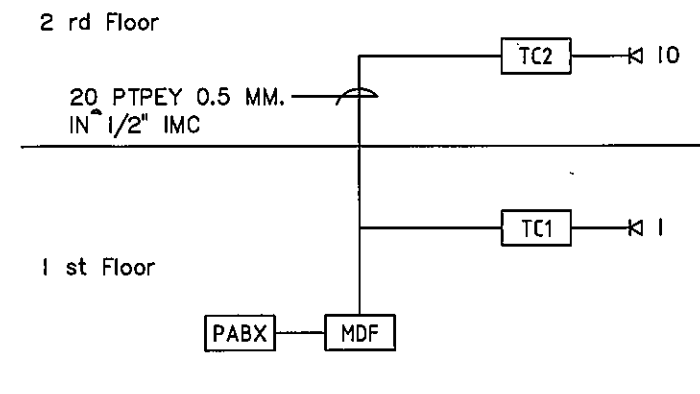 2 rd Floor
TC2
10
20 PTPEY 0.5 MM.
IN 1/2" IMC
TC1
1
1 st Floor
PABX
MDF